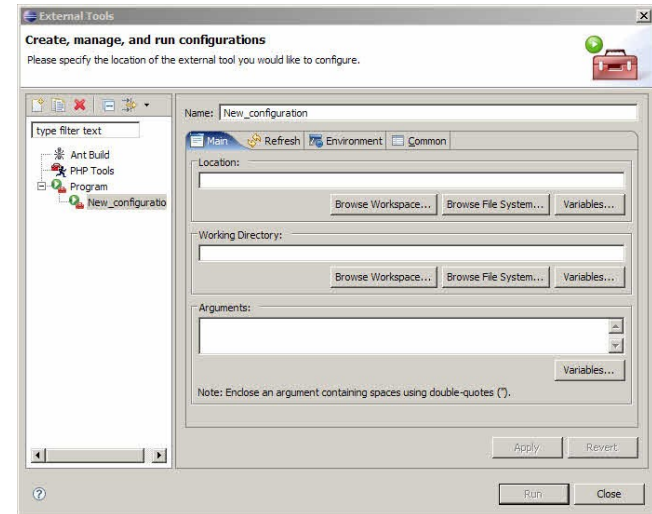 External Tools
Create, manage, and run configurations
Please specify the location of the external tool you would like to configure.
type filter text
Ant Build
PHP Tools
Program
New_configuratio
Name: New_configuration
Main Refresh Environment Common
Location:
Browse Workspace... Browse File System... Variables...
Working Directory:
Browse Workspace... Browse File System... Variables...
Arguments:
Variables...
Note: Enclose an argument containing spaces using double-quotes (").
Apply Revert
Run Close